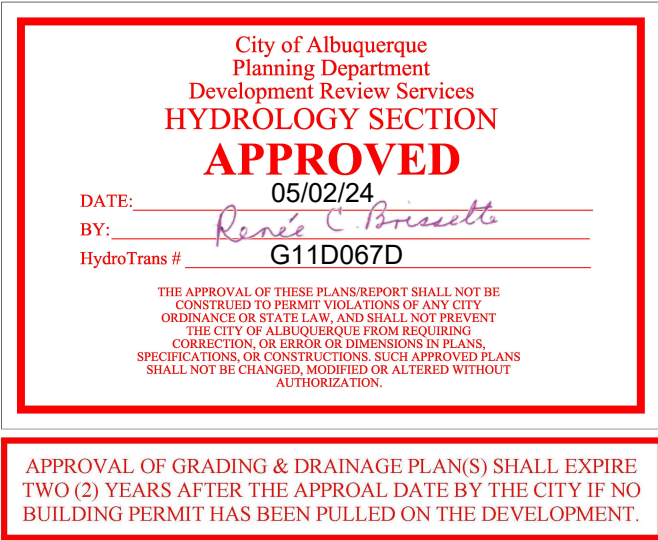 City of Albuquerque
Planning Department
Development Review Services
HYDROLOGY SECTION
APPROVED
DATE: 05/02/24
BY: Renée C. Brissette
HydroTrans # G11D067D
THE APPROVAL OF THESE PLANS/REPORT SHALL NOT BE
CONSTRUED TO PERMIT VIOLATIONS OF ANY CITY
ORDINANCE OR STATE LAW, AND SHALL NOT PREVENT
THE CITY OF ALBUQUERQUE FROM REQUIRING
CORRECTION, OR ERROR OR DIMENSIONS IN PLANS,
SPECIFICATIONS, OR CONSTRUCTIONS. SUCH APPROVED PLANS
SHALL NOT BE CHANGED, MODIFIED OR ALTERED WITHOUT
AUTHORIZATION.
APPROVAL OF GRADING & DRAINAGE PLAN(S) SHALL EXPIRE
TWO (2) YEARS AFTER THE APPROAL DATE BY THE CITY IF NO
BUILDING PERMIT HAS BEEN PULLED ON THE DEVELOPMENT.